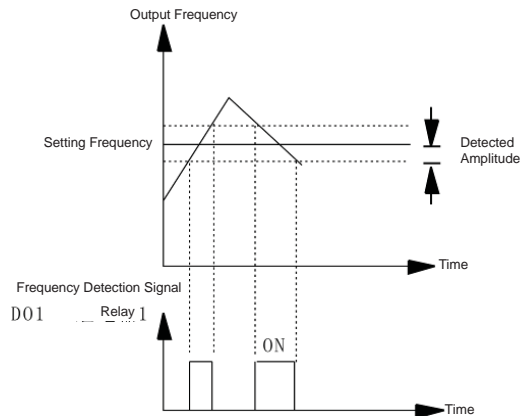 Output Frequency
Setting Frequency
Detected
Amplitude
Time
Frequency Detection Signal
DO1 Relay 1
ON
Time